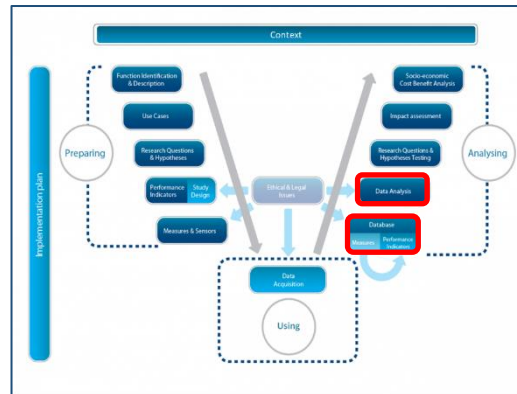 Context
Implementation plan
Preparing
Function Identification
& Description
Use Cases
Research Questions
& Hypotheses
Performance
Indicators
Study
Design
Measures & Sensors
Ethical & Legal
Issues
Data
Acquisition
Using
Socio-economic
Cost Benefit Analysis
Impact assessment
Research Questions &
Hypotheses Testing
Data Analysis
Database
Measures
Performance
Indicators
Analysing